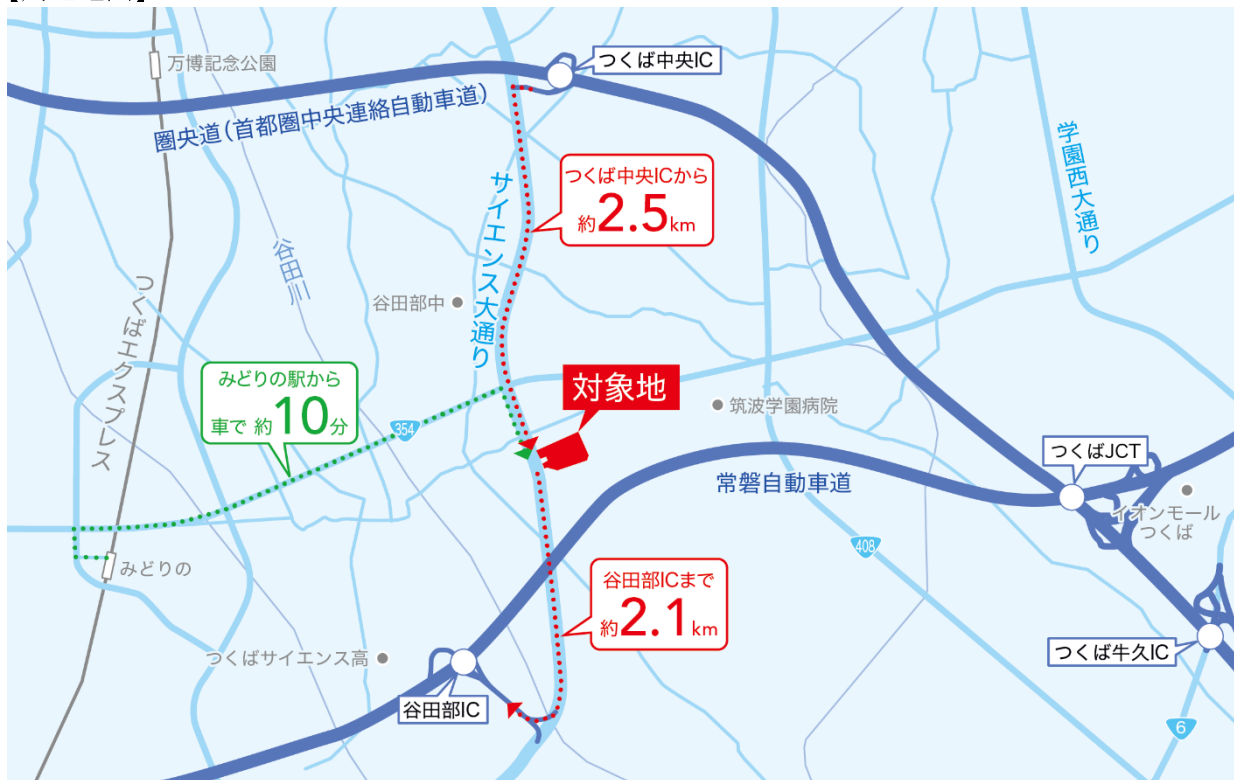 万博記念公園
つくば中央IC
圏央道(首都圏中央連絡自動車道)
学園西大通り
つくば中央ICから
約2.5km
サイエンス大通り
谷田川
つくばエクスプレス
谷田部中
みどりの駅から
車で 約10分
354
対象地
筑波学園病院
つくばJCT
常磐自動車道
イオンモール
つくば
408
みどりの
谷田部ICまで
約2.1km
つくばサイエンス高
つくば牛久IC
谷田部IC
6